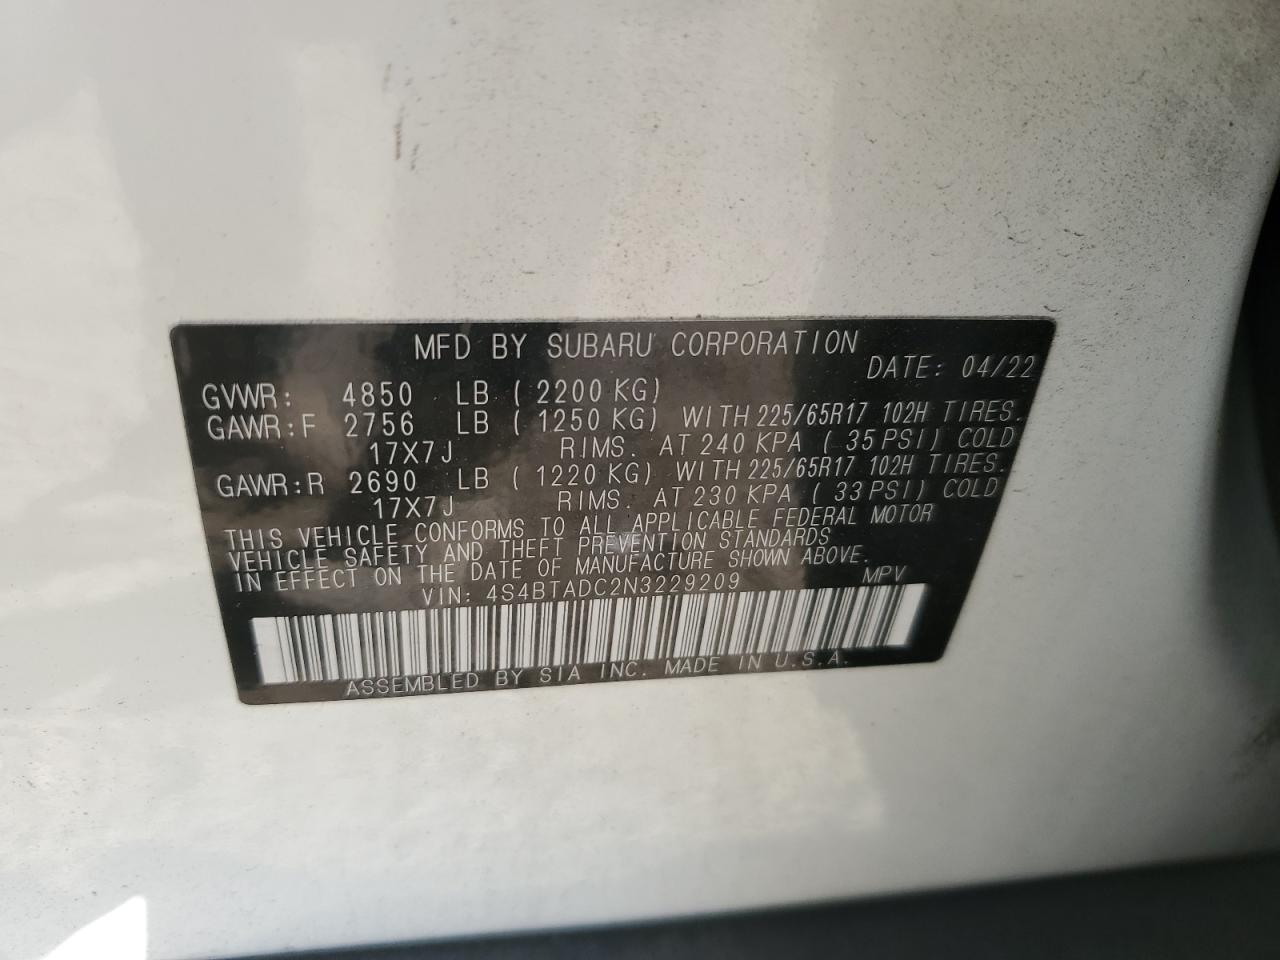 MFD BY SUBARU CORPORATION
DATE: 04/22
GVWR: 4850 LB ( 2200 KG)
GAWR:F 2756 LB ( 1250 KG) WITH 225/65R17 102H TIRES.
17X7J RIMS. AT 240 KPA ( 35 PSI) COLD
GAWR:R 2690 LB ( 1220 KG) WITH 225/65R17 102H TIRES.
17X7J RIMS. AT 230 KPA ( 33 PSI) COLD
THIS VEHICLE CONFORMS TO ALL APPLICABLE FEDERAL MOTOR
VEHICLE SAFETY AND THEFT PREVENTION STANDARDS
IN EFFECT ON THE DATE OF MANUFACTURE SHOWN ABOVE.
VIN: 4S4BTADC2N3229209 MPV
ASSEMBLED BY SIA INC. MADE IN U.S.A.